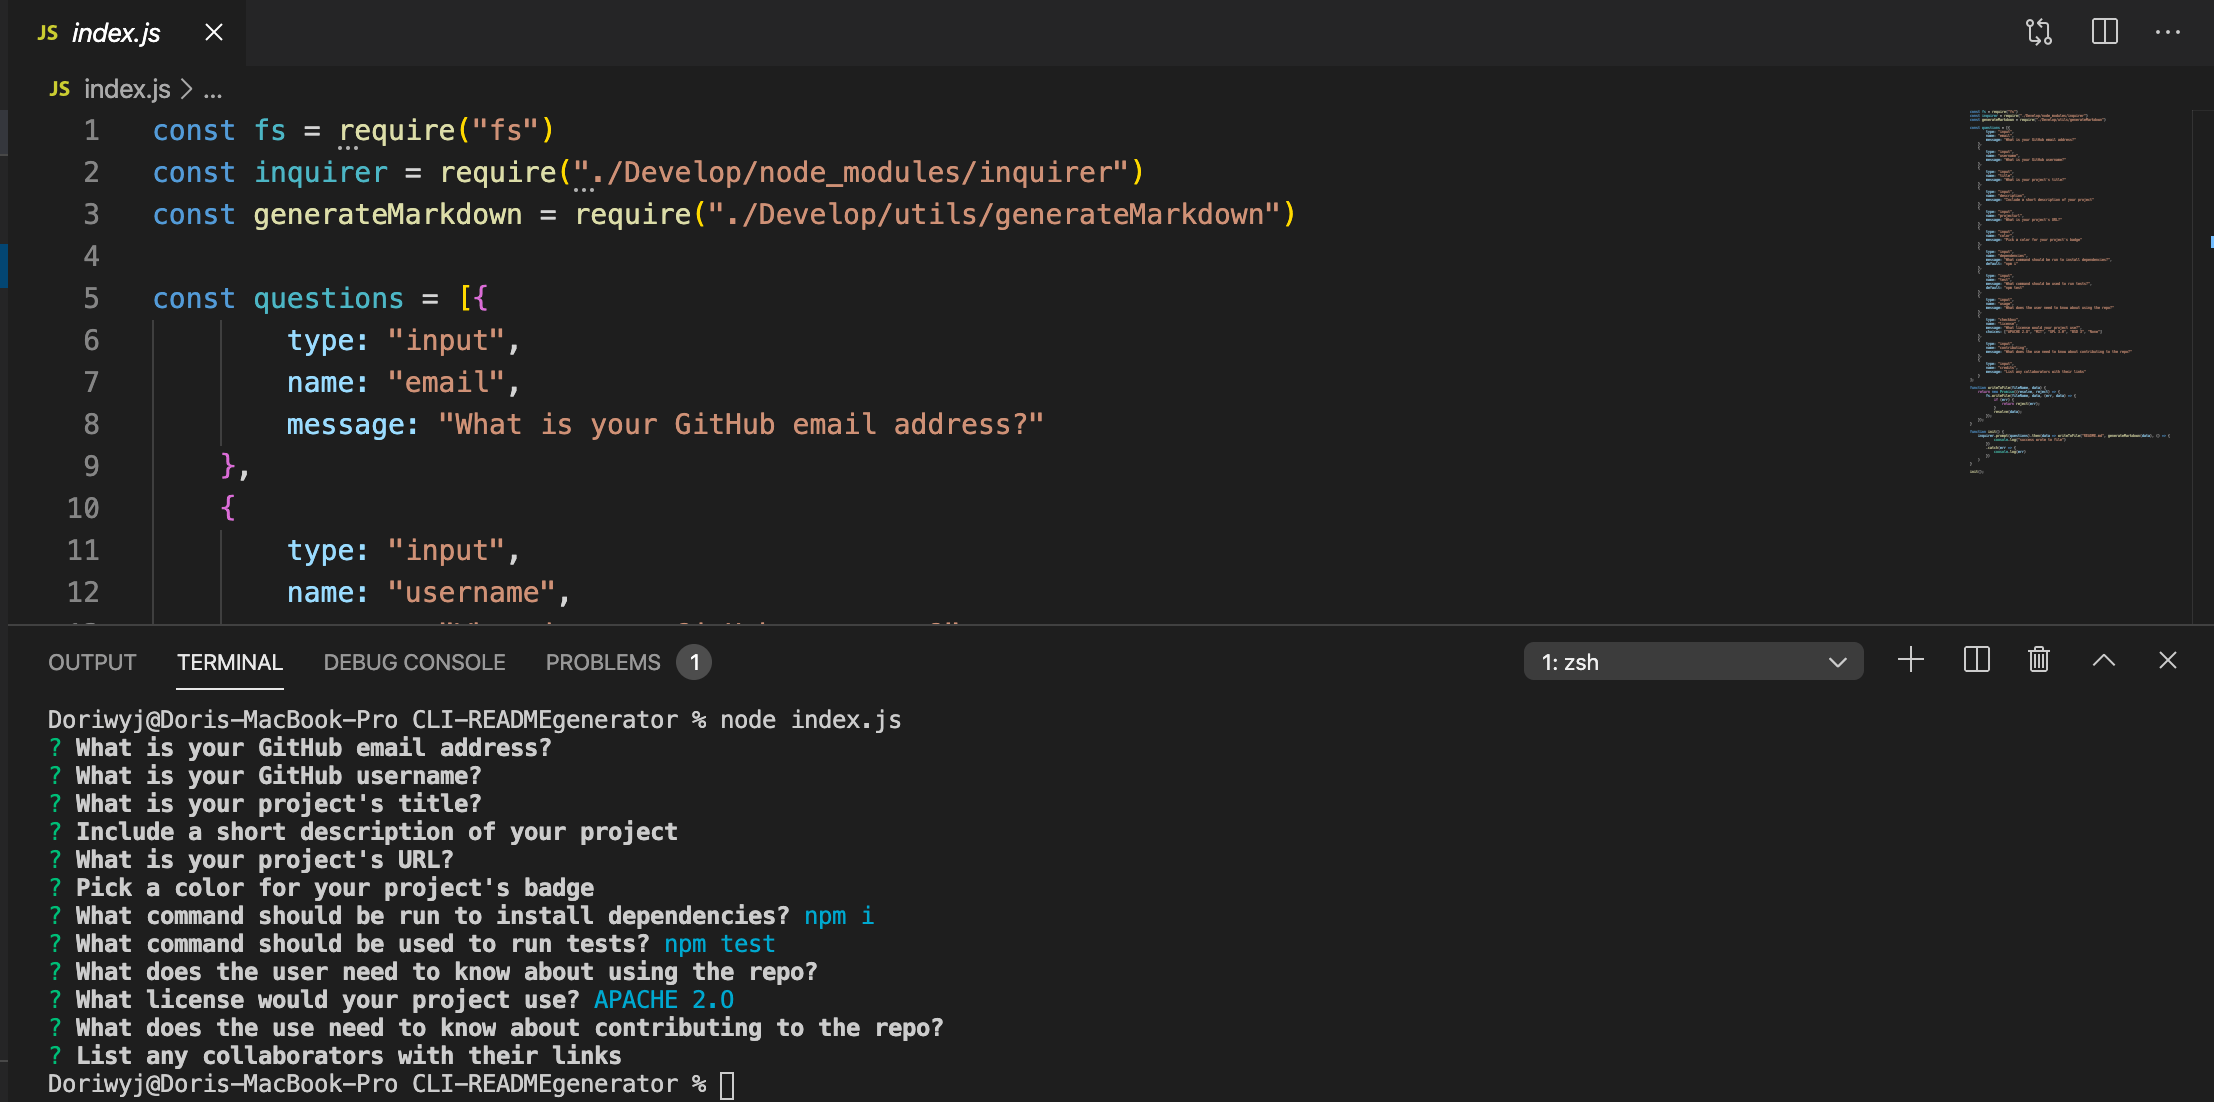 JS index.js
JS index.js > ...
1 const fs = require("fs")
2 const inquirer = require("./Develop/node_modules/inquirer")
3 const generateMarkdown = require("./Develop/utils/generateMarkdown")
4
5 const questions = [{
6 type: "input",
7 name: "email",
8 message: "What is your GitHub email address?"
9 },
10 {
11 type: "input",
12 name: "username",
OUTPUT TERMINAL DEBUG CONSOLE PROBLEMS 1 1: zsh
Doriwyj@Doris-MacBook-Pro CLI-READMEgenerator % node index.js
? What is your GitHub email address?
? What is your GitHub username?
? What is your project's title?
? Include a short description of your project
? What is your project's URL?
? Pick a color for your project's badge
? What command should be run to install dependencies? npm i
? What command should be used to run tests? npm test
? What does the user need to know about using the repo?
? What license would your project use? APACHE 2.O
? What does the use need to know about contributing to the repo?
? List any collaborators with their links
Doriwyj@Doris-MacBook-Pro CLI-READMEgenerator %